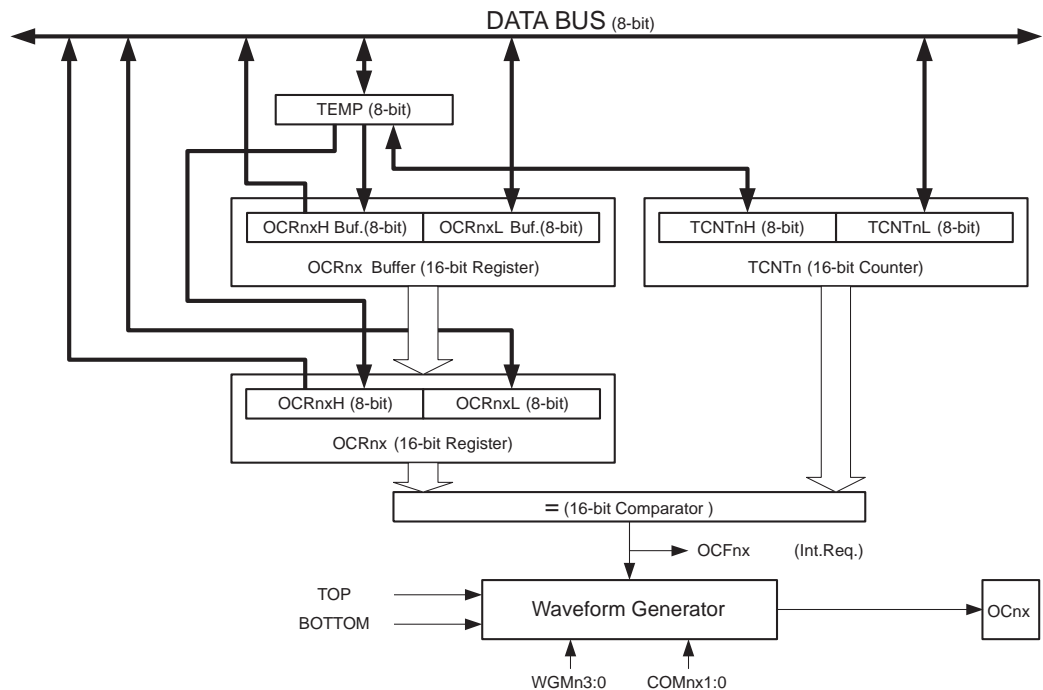 DATA BUS (8-bit)
TEMP (8-bit)
OCRnxH Buf.(8-bit) OCRnxL Buf.(8-bit)
OCRnx Buffer (16-bit Register)
TCNTnH (8-bit) TCNTnL (8-bit)
TCNTn (16-bit Counter)
OCRnxH (8-bit) OCRnxL (8-bit)
OCRnx (16-bit Register)
= (16-bit Comparator )
OCFnx (Int.Req.)
TOP
BOTTOM
Waveform Generator
OCnx
WGMn3:0 COMnx1:0